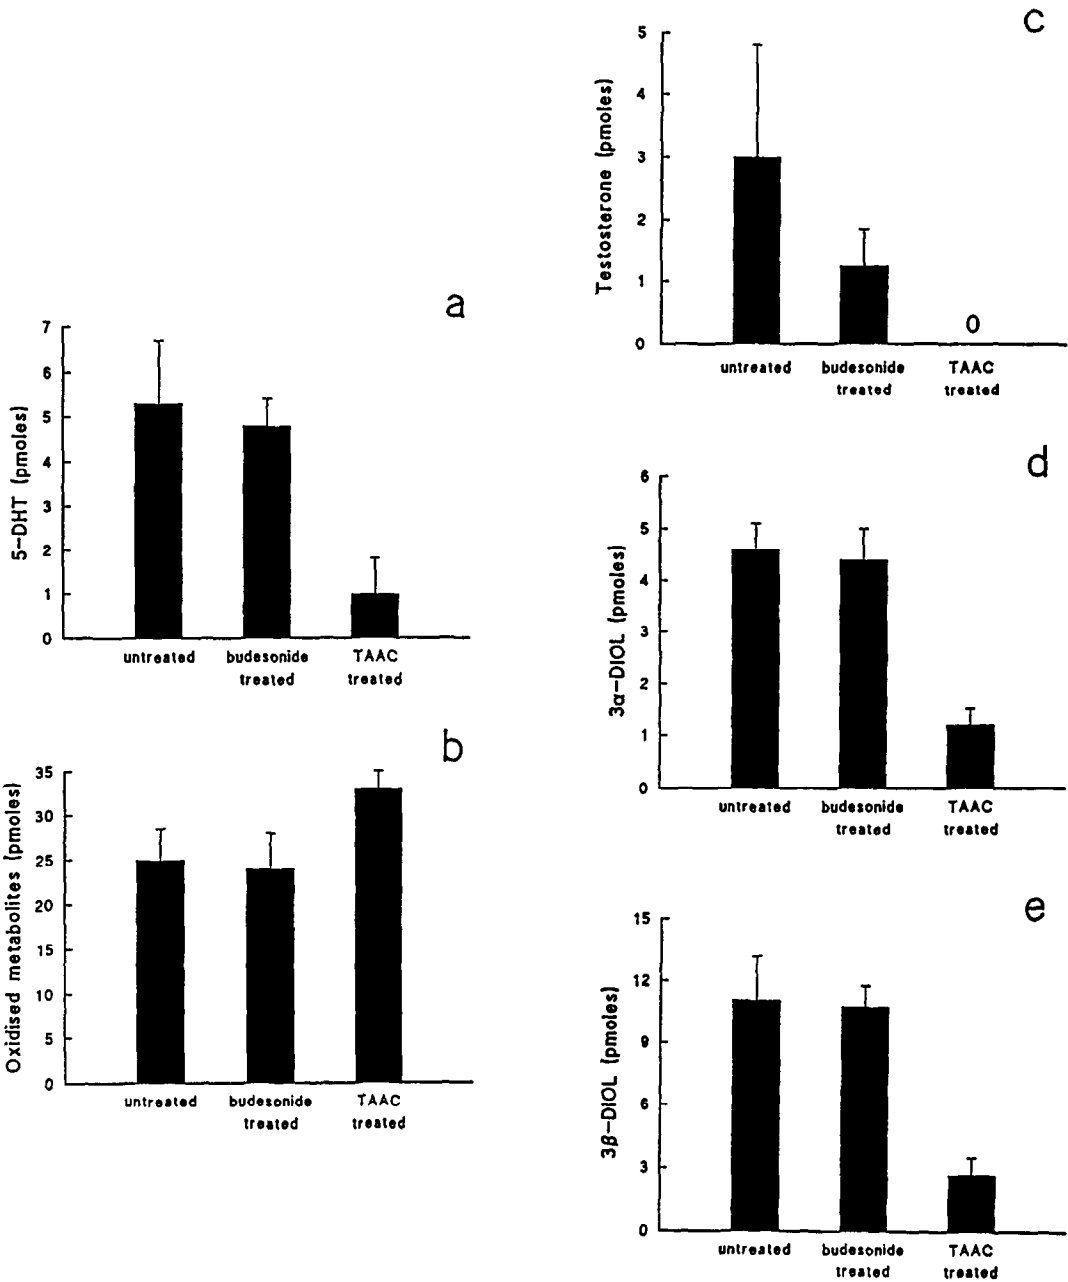 a
5-DHT (pmoles)
7
6
5
4
3
2
1
0
untreated budesonide TAAC
treated treated
b
Oxidised metabolites (pmoles)
35
30
25
20
15
10
5
0
untreated budesonide TAAC
treated treated
c
Testosterone (pmoles)
5
4
3
2
1
0
0
untreated budesonide TAAC
treated treated
d
3α-DIOL (pmoles)
6
5
4
3
2
1
0
untreated budesonide TAAC
treated treated
e
3β-DIOL (pmoles)
15
12
9
6
3
0
untreated budesonide TAAC
treated treated